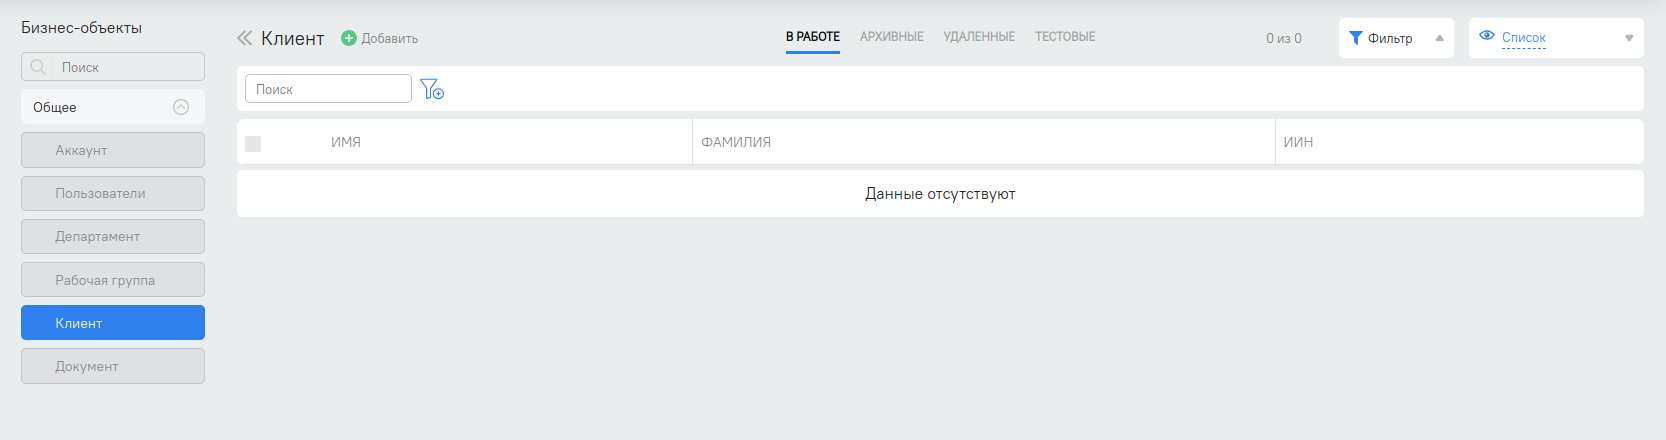 Бизнес-объекты
Поиск
Общее
Аккаунт
Пользователи
Департамент
Рабочая группа
Клиент
Документ
Клиент Добавить
В РАБОТЕ АРХИВНЫЕ УДАЛЕННЫЕ ТЕСТОВЫЕ
0 из 0
Фильтр
Список
Поиск
ИМЯ ФАМИЛИЯ ИИН
Данные отсутствуют